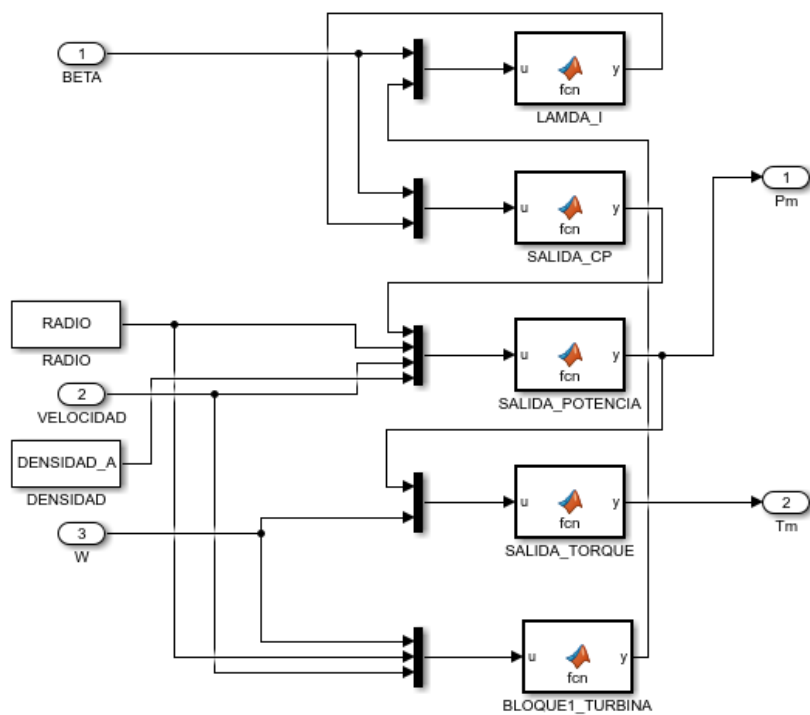 1
BETA
u
y
fcn
LAMDA_I
u
y
fcn
SALIDA_CP
1
Pm
RADIO
RADIO
2
VELOCIDAD
u
y
fcn
SALIDA_POTENCIA
DENSIDAD_A
DENSIDAD
3
W
u
y
fcn
SALIDA_TORQUE
2
Tm
u
y
fcn
BLOQUE1_TURBINA